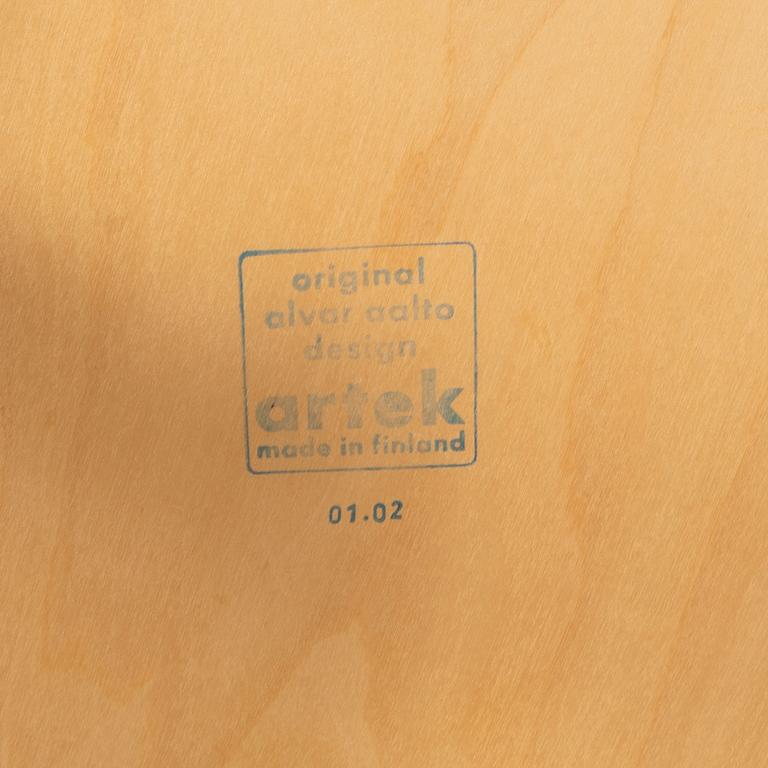 original
alvar aalto
design
artek
made in finland
01.02